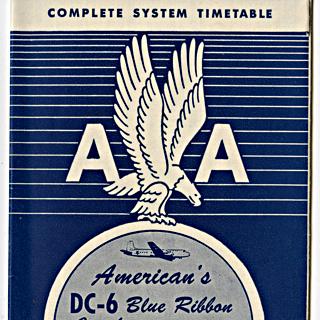 COMPLETE SYSTEM TIMETABLE
A A
American's
DC-6 Blue Ribbon